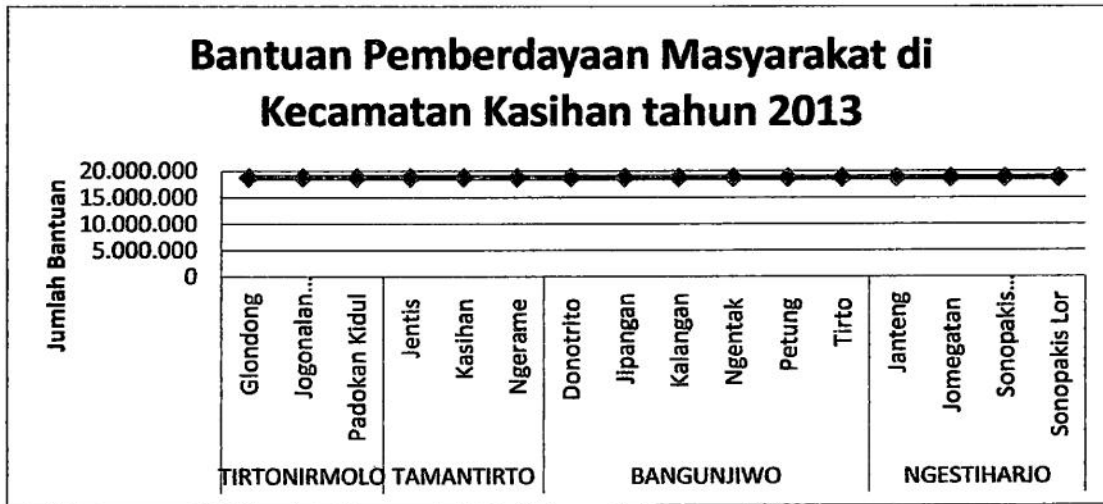 Bantuan Pemberdayaan Masyarakat di
Kecamatan Kasihan tahun 2013
Jumlah Bantuan
20.000.000
15.000.000
10.000.000
5.000.000
0
Glondong
Jogonalan...
Padokan Kidul
Jentis
Kasihan
Ngerame
Donotrito
Jipangan
Kalangan
Ngentak
Petung
Tirto
Janteng
Jomegatan
Sonopakis...
Sonopakis Lor
TIRTONIRMOLO
TAMANTIRTO
BANGUNJIWO
NGESTIHARJO